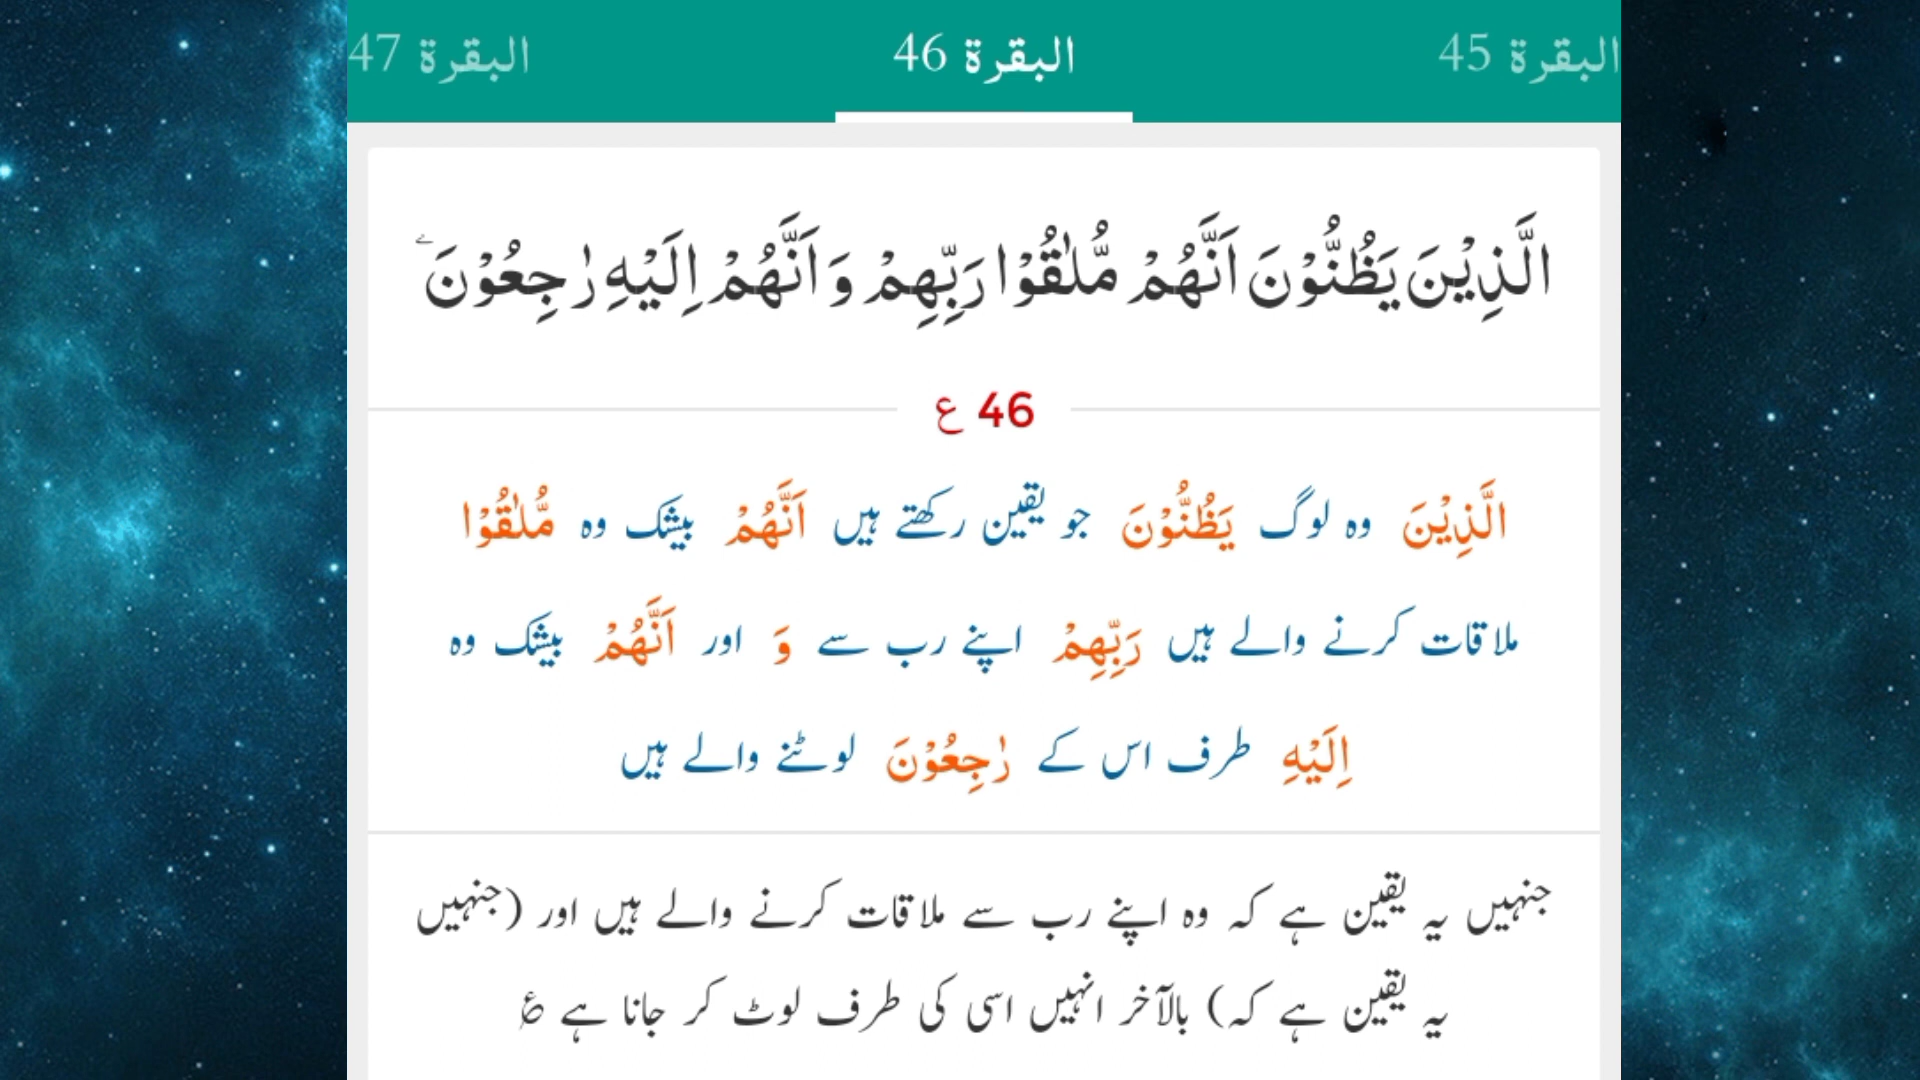 البقرة 45
البقرة 46
البقرة 47
الَّذِیْنَ یَظُنُّوْنَ اَنَّهُمْ مُّلٰقُوْا رَبِّهِمْ وَ اَنَّهُمْ اِلَیْهِ رٰجِعُوْنَ۠
46 ع
الَّذِیْنَ وہ لوگ یَظُنُّوْنَ جو یقین رکھتے ہیں اَنَّهُمْ بیشک وہ مُّلٰقُوْا
ملاقات کرنے والے ہیں رَبِّهِمْ اپنے رب سے وَ اور اَنَّهُمْ بیشک وہ
اِلَیْهِ طرف اس کے رٰجِعُوْنَ لوٹنے والے ہیں
جنہیں یہ یقین ہے کہ وہ اپنے رب سے ملاقات کرنے والے ہیں اور (جنہیں
یہ یقین ہے کہ) بالآخر انہیں اسی کی طرف لوٹ کر جانا ہے ؏